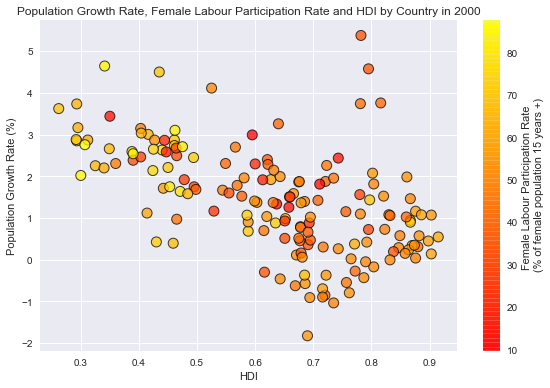 Population Growth Rate, Female Labour Participation Rate and HDI by Country in 2000
Population Growth Rate (%)
5
4
3
2
1
0
−1
−2
0.3 0.4 0.5 0.6 0.7 0.8 0.9
HDI
80
70
60
50
40
30
20
10
Female Labour Participation Rate
(% of female population 15 years +)